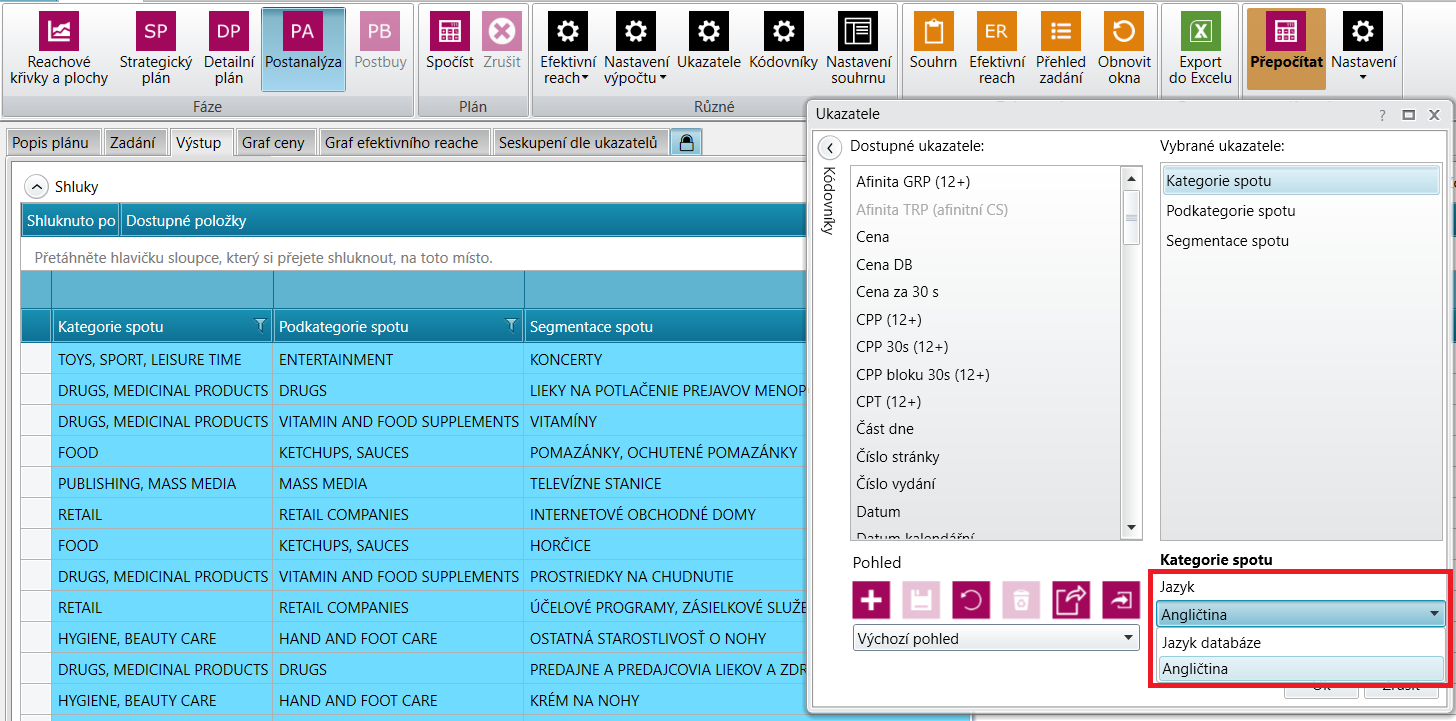 SP
DP
PA
PB
ER
X
Reachové křivky a plochy
Strategický plán
Detailní plán
Postanalýza
Postbuy
Spočíst
Zrušit
Efektivní reach
Nastavení výpočtu
Ukazatele
Kódovníky
Nastavení souhrnu
Souhrn
Efektivní reach
Přehled zadání
Obnovit okna
Export do Excelu
Přepočítat
Nastavení
Fáze
Plán
Různé
Popis plánu
Zadání
Výstup
Graf ceny
Graf efektivního reache
Seskupení dle ukazatelů
Shluky
Shluknuto po
Dostupné položky
Přetáhněte hlavičku sloupce, který si přejete shluknout, na toto místo.
Kategorie spotu
Podkategorie spotu
Segmentace spotu
TOYS, SPORT, LEISURE TIME
ENTERTAINMENT
KONCERTY
DRUGS, MEDICINAL PRODUCTS
DRUGS
LIEKY NA POTLAČENIE PREJAVOV MENOP
DRUGS, MEDICINAL PRODUCTS
VITAMIN AND FOOD SUPPLEMENTS
VITAMÍNY
FOOD
KETCHUPS, SAUCES
POMAZÁNKY, OCHUTENÉ POMAZÁNKY
PUBLISHING, MASS MEDIA
MASS MEDIA
TELEVÍZNE STANICE
RETAIL
RETAIL COMPANIES
INTERNETOVÉ OBCHODNÉ DOMY
FOOD
KETCHUPS, SAUCES
HORČICE
DRUGS, MEDICINAL PRODUCTS
VITAMIN AND FOOD SUPPLEMENTS
PROSTRIEDKY NA CHUDNUTIE
RETAIL
RETAIL COMPANIES
ÚČELOVÉ PROGRAMY, ZÁSIELKOVÉ SLUŽE
HYGIENE, BEAUTY CARE
HAND AND FOOT CARE
OSTATNÁ STAROSTLIVOSŤ O NOHY
DRUGS, MEDICINAL PRODUCTS
DRUGS
PREDAJNE A PREDAJCOVIA LIEKOV A ZDR
HYGIENE, BEAUTY CARE
HAND AND FOOT CARE
KRÉM NA NOHY
Ukazatele
?
Kódovníky
Dostupné ukazatele:
Afinita GRP (12+)
Afinita TRP (afinitní CS)
Cena
Cena DB
Cena za 30 s
CPP (12+)
CPP 30s (12+)
CPP bloku 30s (12+)
CPT (12+)
Část dne
Číslo stránky
Číslo vydání
Datum
Datum kalendářní
Pohled
Výchozí pohled
Vybrané ukazatele:
Kategorie spotu
Podkategorie spotu
Segmentace spotu
Kategorie spotu
Jazyk
Angličtina
Jazyk databáze
Angličtina
Ok
Zrušit